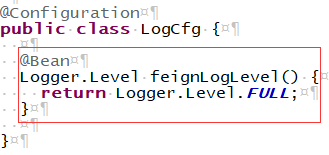 @Configuration
public class LogCfg {

@Bean
Logger.Level feignLogLevel() {
return Logger.Level.FULL;
}

}